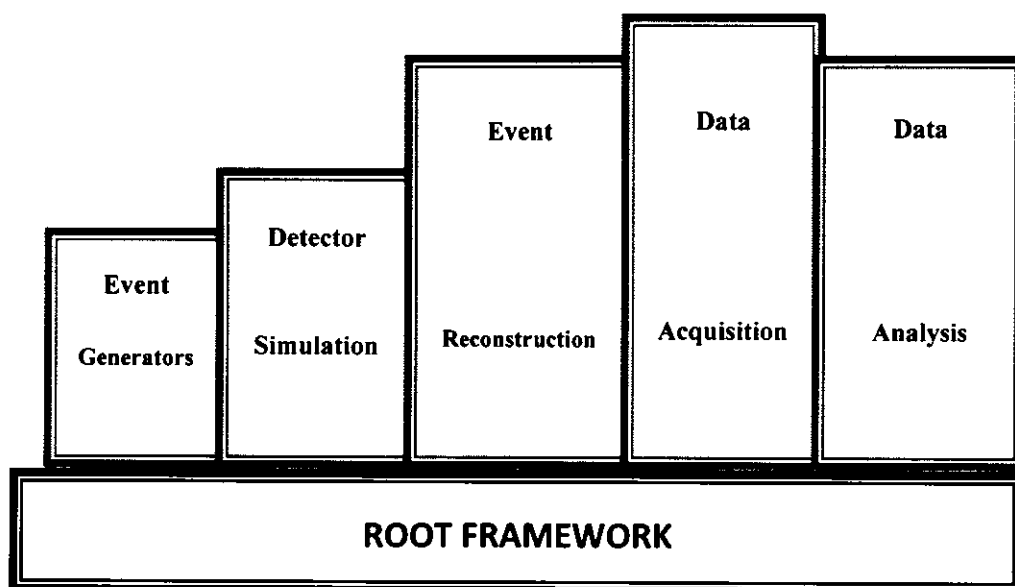 Event
Generators
Detector
Simulation
Event
Reconstruction
Data
Acquisition
Data
Analysis
ROOT FRAMEWORK